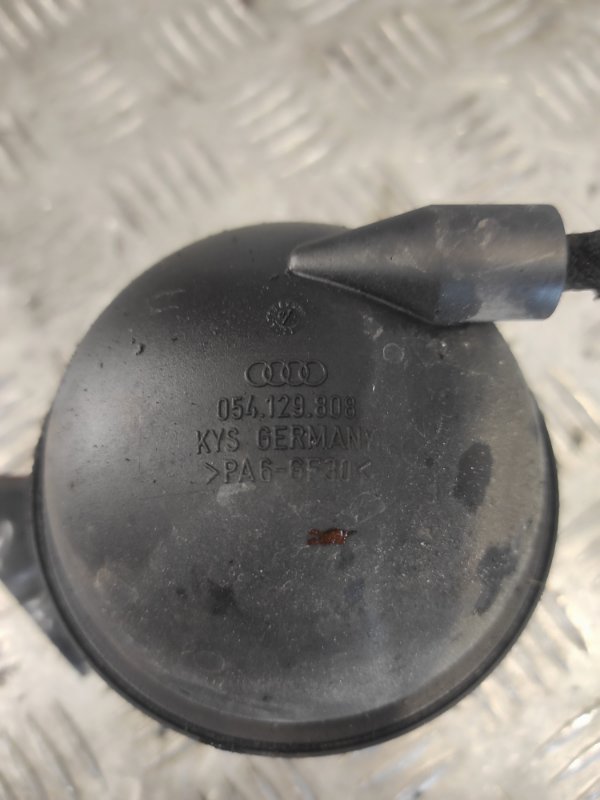 054.129.808
KYS GERMANY
>PA6-GF30<